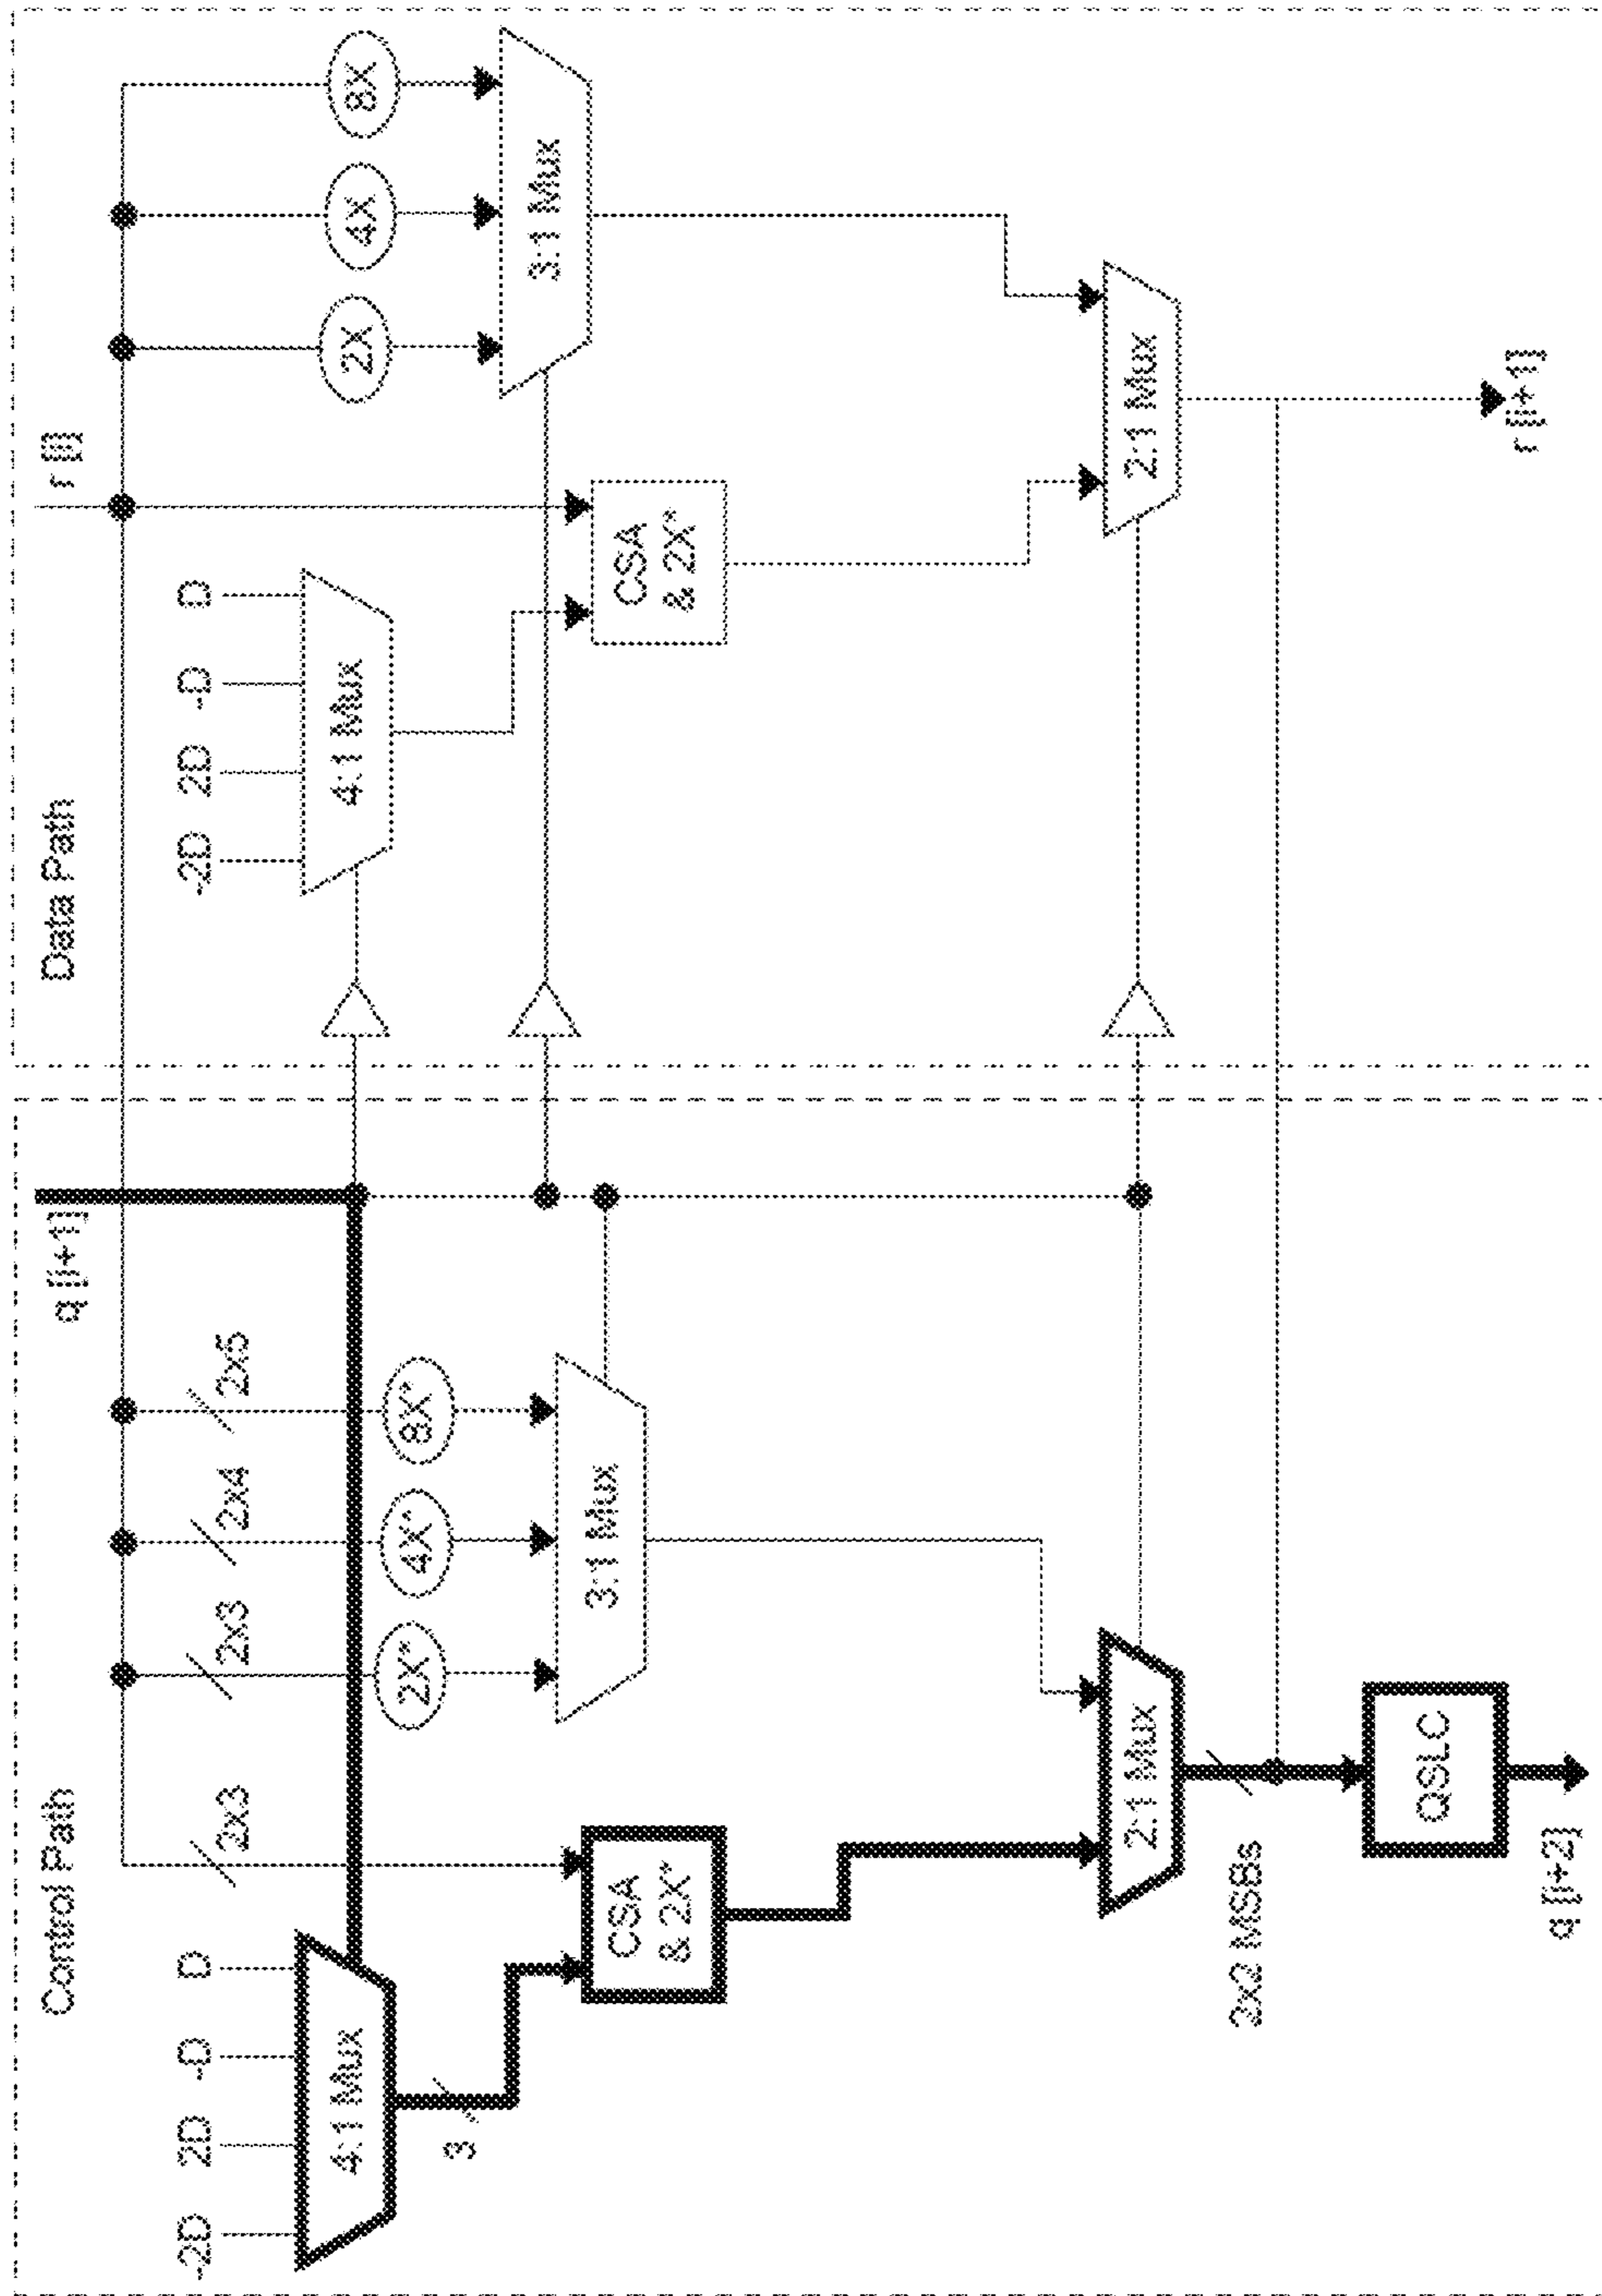 Control Path
q [i+1]
Data Path
r [i]
-2D 2D -D D
2x3 2x3 2x4 2x5
-2D 2D -D D
4:1 Mux
4:1 Mux
2X* 4X* 8X*
2X 4X 8X
3
3:1 Mux
3:1 Mux
CSA
& 2X*
CSA
& 2X*
2:1 Mux
2:1 Mux
3x2 MSBs
QSLC
q [i+2]
r [i+1]